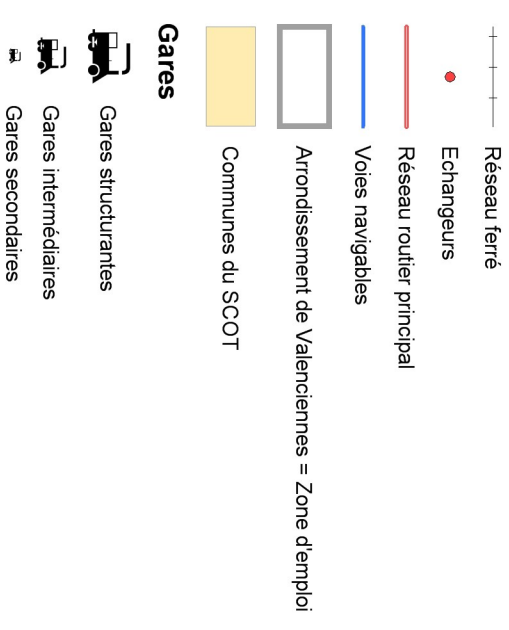 Réseau ferré
Echangeurs
Réseau routier principal
Voies navigables
Arrondissement de Valenciennes = Zone d'emploi
Communes du SCOT
Gares
Gares structurantes
Gares intermédiaires
Gares secondaires